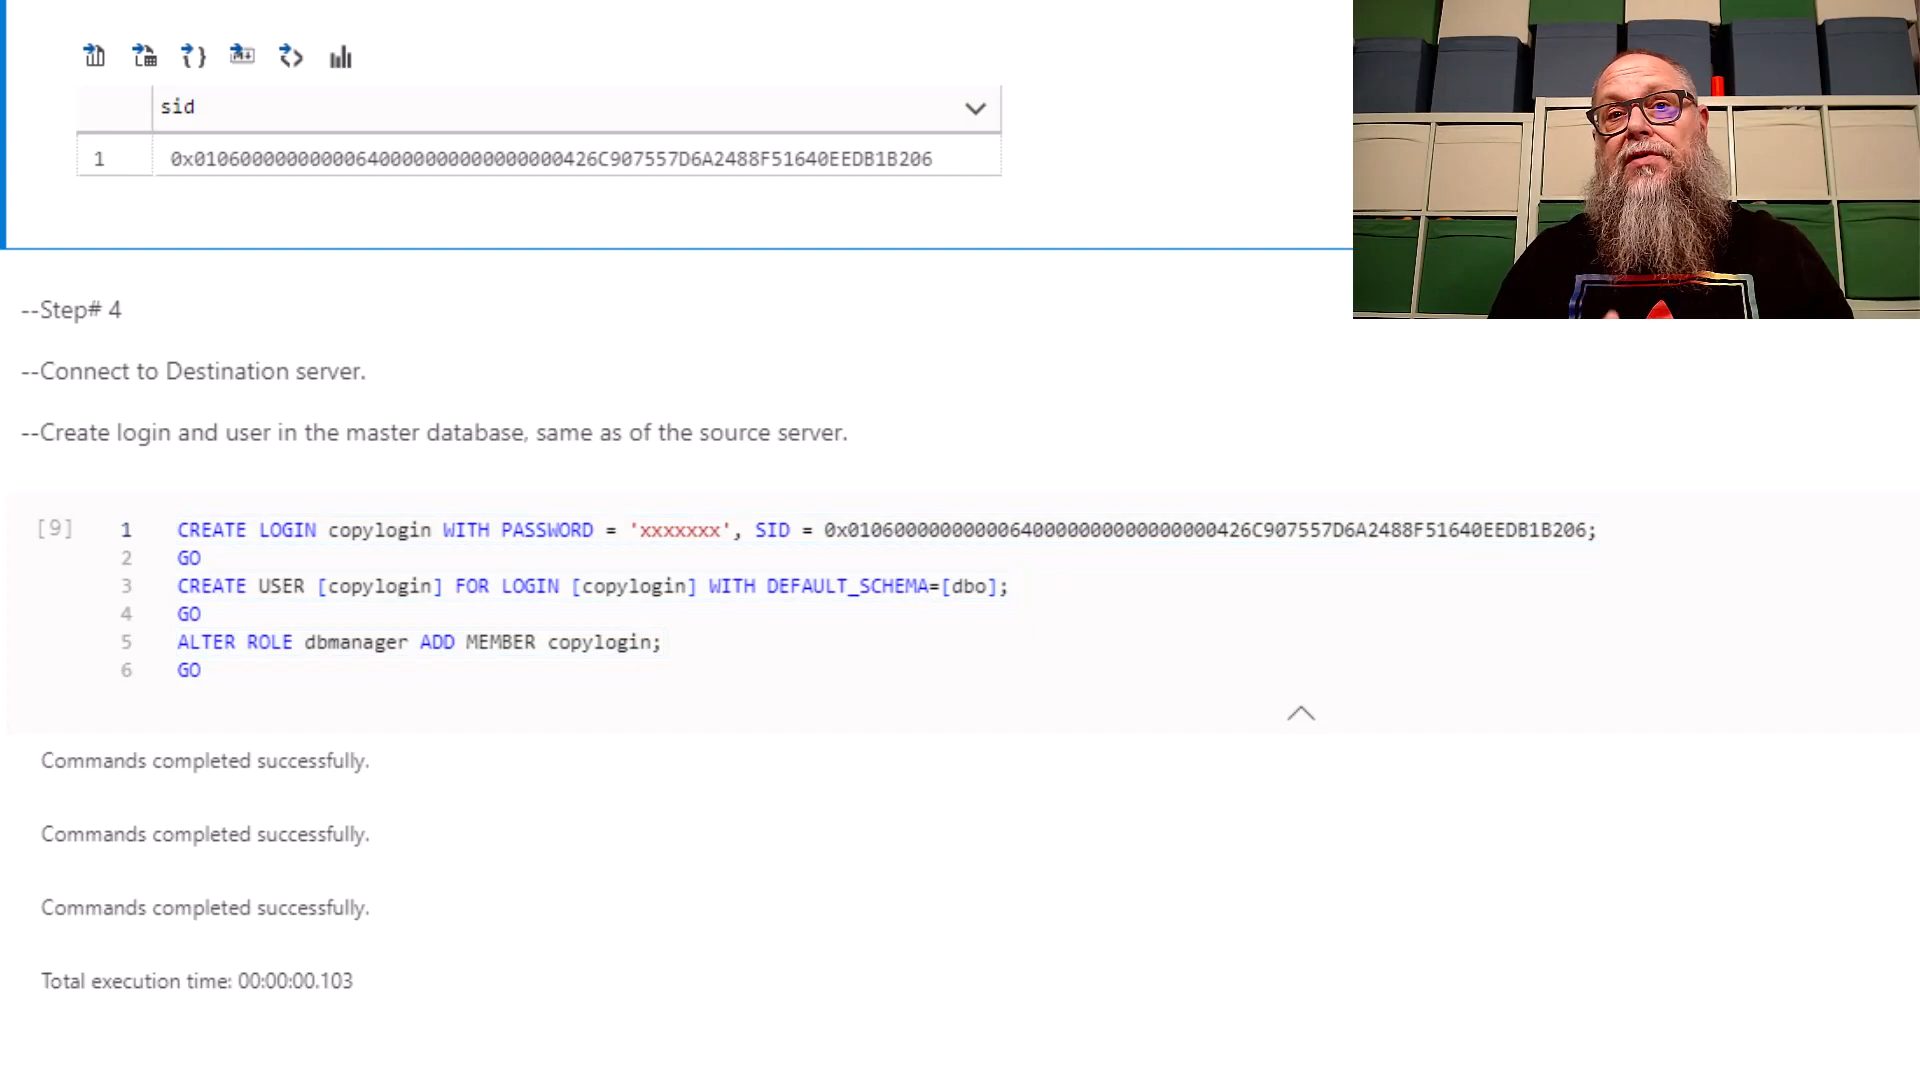 sid
1 0x01060000000000640000000000000000426C907557D6A2488F51640EEDB1B206
--Step# 4
--Connect to Destination server.
--Create login and user in the master database, same as of the source server.
[9] 1 CREATE LOGIN copylogin WITH PASSWORD = 'xxxxxxx', SID = 0x01060000000000640000000000000000426C907557D6A2488F51640EEDB1B206;
2 GO
3 CREATE USER [copylogin] FOR LOGIN [copylogin] WITH DEFAULT_SCHEMA=[dbo];
4 GO
5 ALTER ROLE dbmanager ADD MEMBER copylogin;
6 GO
Commands completed successfully.
Commands completed successfully.
Commands completed successfully.
Total execution time: 00:00:00.103